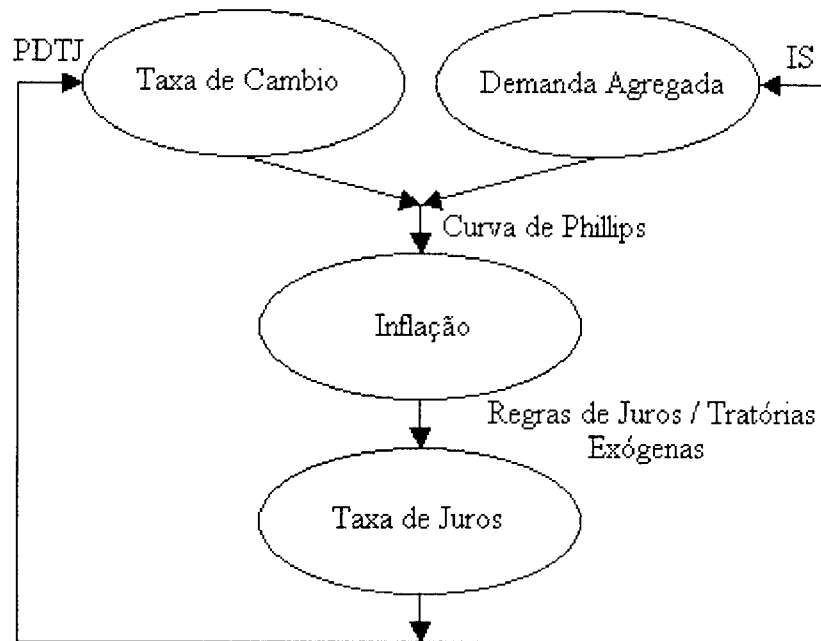 PDTJ
Taxa de Cambio
Demanda Agregada
IS
Curva de Phillips
Inflação
Regras de Juros / Tratórias
Exógenas
Taxa de Juros